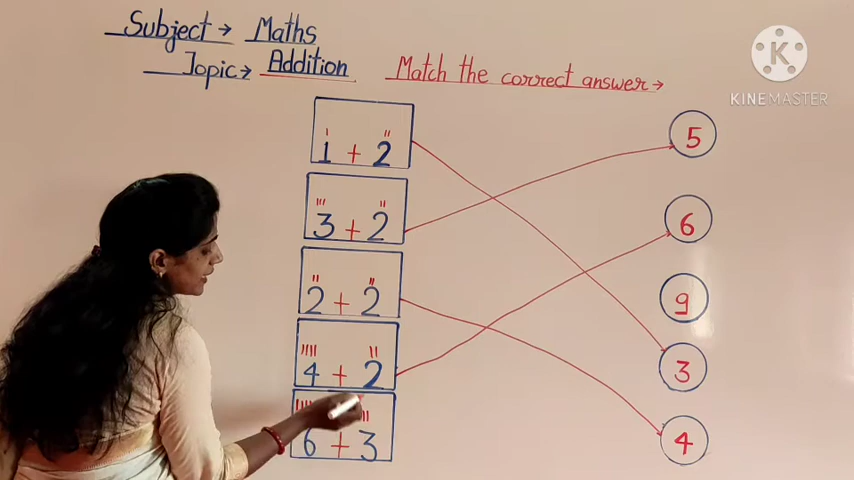 Subject → Maths
Topic → Addition
Match the correct answer →
K
KINEMASTER
1 + 2
5
3 + 2
6
2 + 2
9
4 + 2
3
6 + 3
4